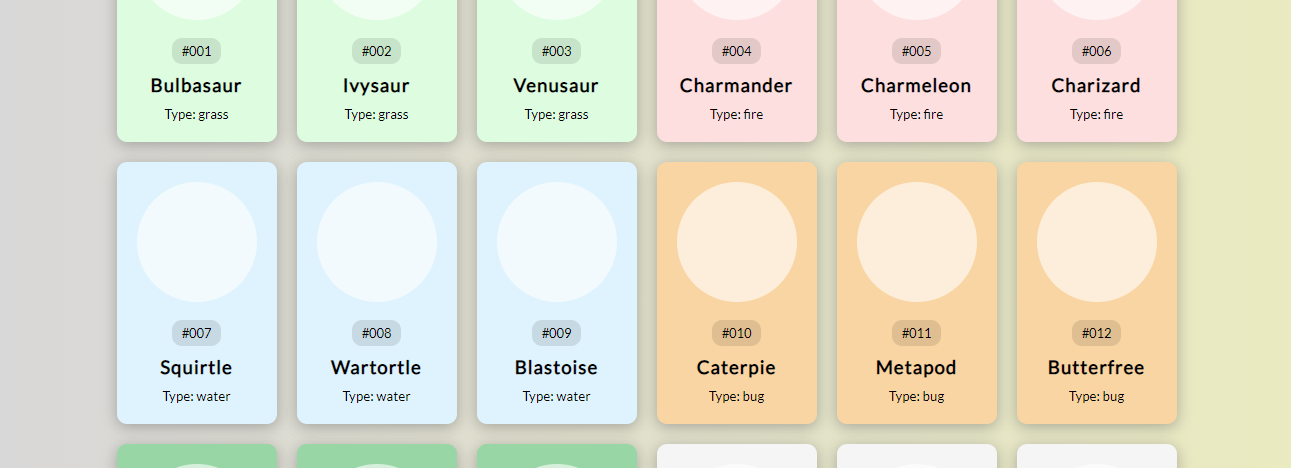 #001 #002 #003 #004 #005 #006
Bulbasaur Ivysaur Venusaur Charmander Charmeleon Charizard
Type: grass Type: grass Type: grass Type: fire Type: fire Type: fire
#007 #008 #009 #010 #011 #012
Squirtle Wartortle Blastoise Caterpie Metapod Butterfree
Type: water Type: water Type: water Type: bug Type: bug Type: bug